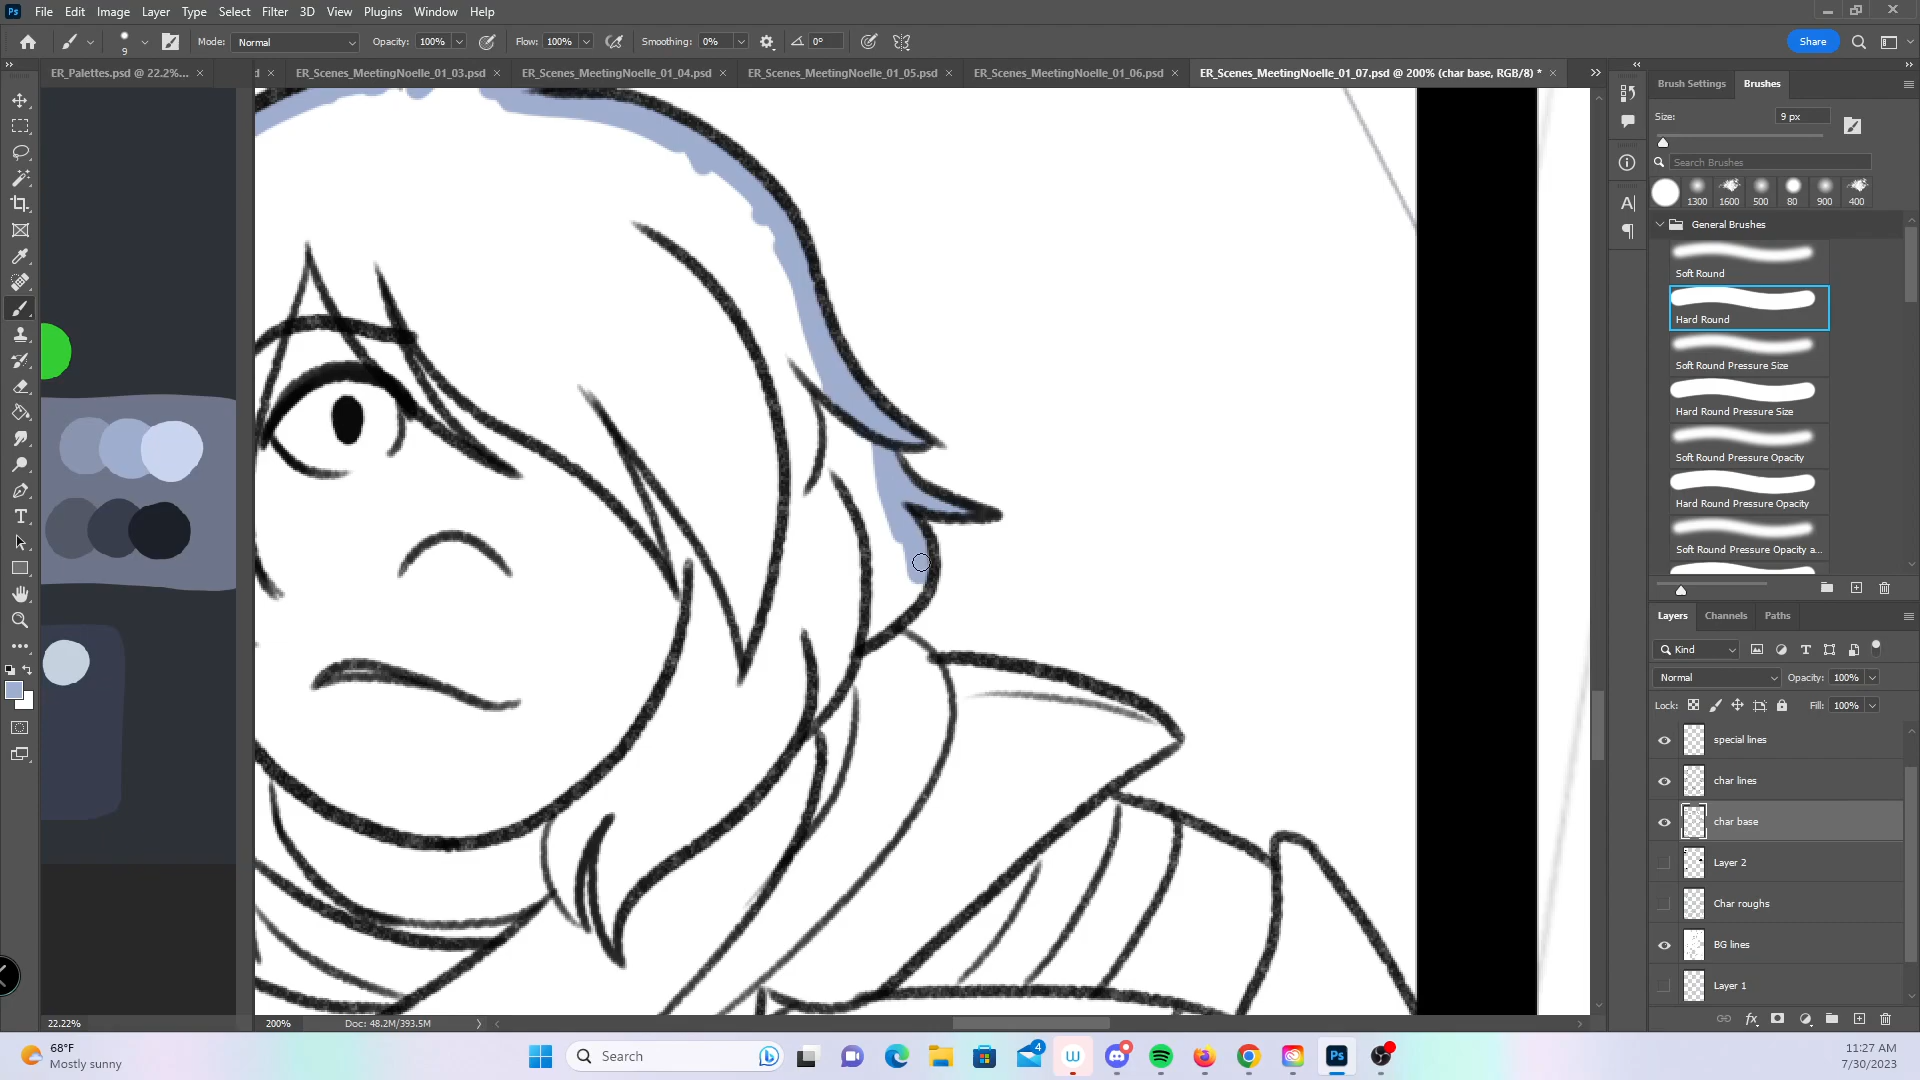 Ps File Edit Image Layer Type Select Filter 3D View Plugins Window Help
9 Mode: Normal Opacity: 100% Flow: 100% Smoothing: 0% 0° Share
ER_Palettes.psd @ 22.2%... × d × ER_Scenes_MeetingNoelle_01_03.psd × ER_Scenes_MeetingNoelle_01_04.psd × ER_Scenes_MeetingNoelle_01_05.psd × ER_Scenes_MeetingNoelle_01_06.psd × ER_Scenes_MeetingNoelle_01_07.psd @ 200% (char base, RGB/8) * ×
Brush Settings Brushes
Size: 9 px
Search Brushes
1300 1600 500 80 900 400
General Brushes
Soft Round
Hard Round
Soft Round Pressure Size
Hard Round Pressure Size
Soft Round Pressure Opacity
Hard Round Pressure Opacity
Soft Round Pressure Opacity a...
Layers Channels Paths
Kind
Normal Opacity: 100%
Lock: Fill: 100%
special lines
char lines
char base
Layer 2
Char roughs
BG lines
Layer 1
22.22% 200% Doc: 48.2M/393.5M
68°F
Mostly sunny
Search
4
Ps
11:27 AM
7/30/2023